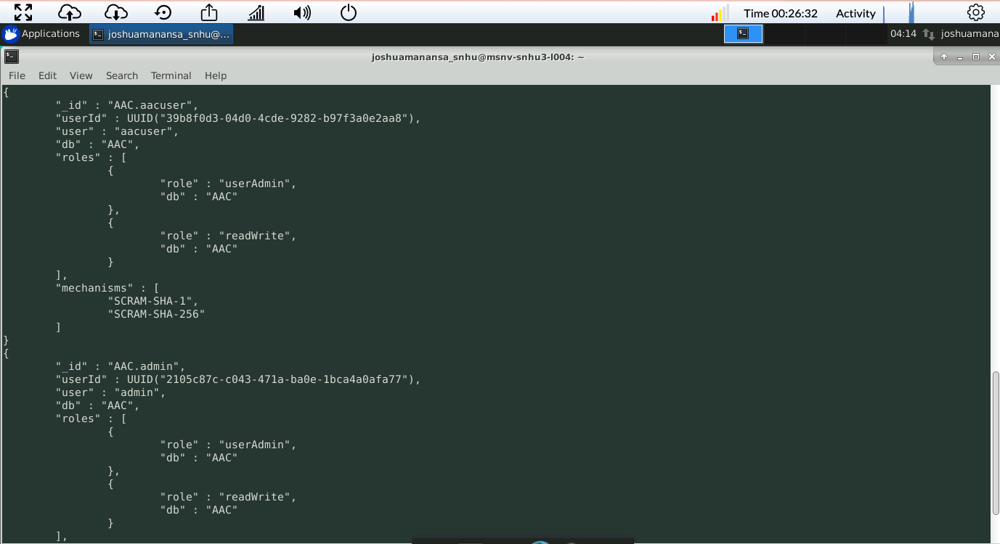 Time 00:26:32 Activity
Applications joshuamanansa_snhu@... 04:14 joshuamana
joshuamanansa_snhu@msnv-snhu3-l004: ~
File Edit View Search Terminal Help
{
"_id" : "AAC.aacuser",
"userId" : UUID("39b8f0d3-04d0-4cde-9282-b97f3a0e2aa8"),
"user" : "aacuser",
"db" : "AAC",
"roles" : [
{
"role" : "userAdmin",
"db" : "AAC"
},
{
"role" : "readWrite",
"db" : "AAC"
}
],
"mechanisms" : [
"SCRAM-SHA-1",
"SCRAM-SHA-256"
]
}
{
"_id" : "AAC.admin",
"userId" : UUID("2105c87c-c043-471a-ba0e-1bca4a0afa77"),
"user" : "admin",
"db" : "AAC",
"roles" : [
{
"role" : "userAdmin",
"db" : "AAC"
},
{
"role" : "readWrite",
"db" : "AAC"
}
],